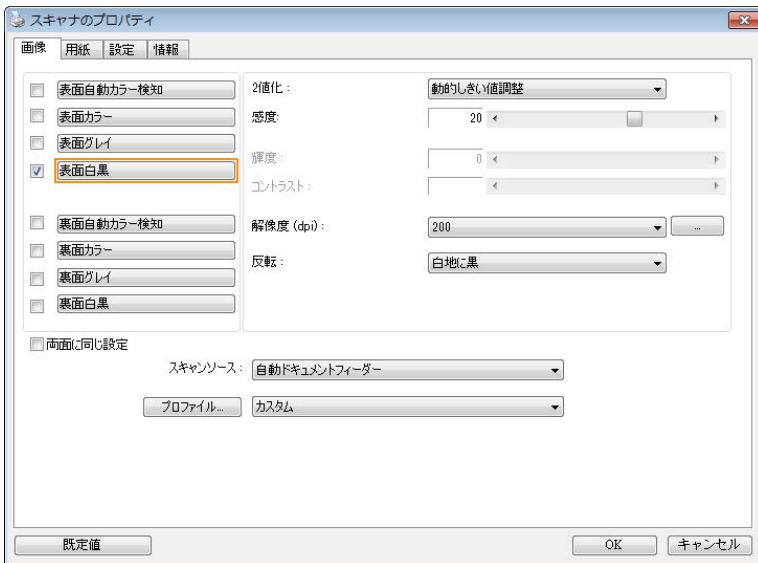 スキャナのプロパティ
画像 用紙 設定 情報
表面自動カラー検知
表面カラー
表面グレイ
表面白黒
裏面自動カラー検知
裏面カラー
裏面グレイ
裏面白黒
2値化: 動的しきい値調整
感度: 20
輝度: 0
コントラスト:
解像度 (dpi): 200 ...
反転: 白地に黒
両面に同じ設定
スキャンソース: 自動ドキュメントフィーダー
プロファイル... カスタム
既定値 OK キャンセル